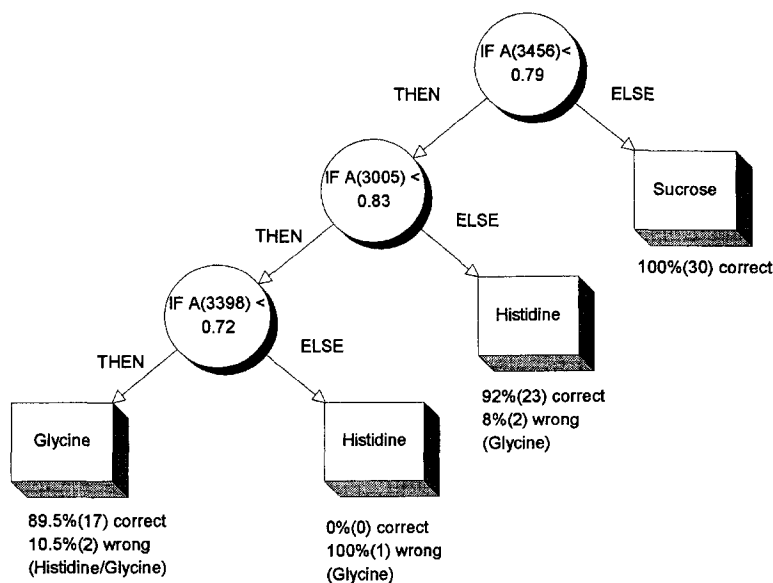 IF A(3456)<
0.79
THEN
ELSE
IF A(3005) <
0.83
Sucrose
THEN
ELSE
100%(30) correct
IF A(3398) <
0.72
Histidine
THEN
ELSE
92%(23) correct
8%(2) wrong
(Glycine)
Glycine
Histidine
89.5%(17) correct
10.5%(2) wrong
(Histidine/Glycine)
0%(0) correct
100%(1) wrong
(Glycine)